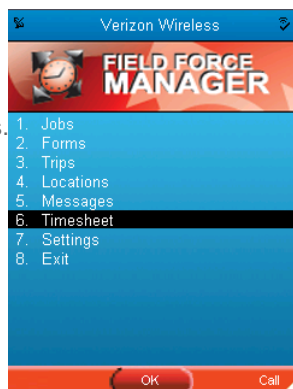 Verizon Wireless
FIELD FORCE
MANAGER
s.
1. Jobs
2. Forms
3. Trips
4. Locations
5. Messages
6. Timesheet
7. Settings
8. Exit
OK
Call